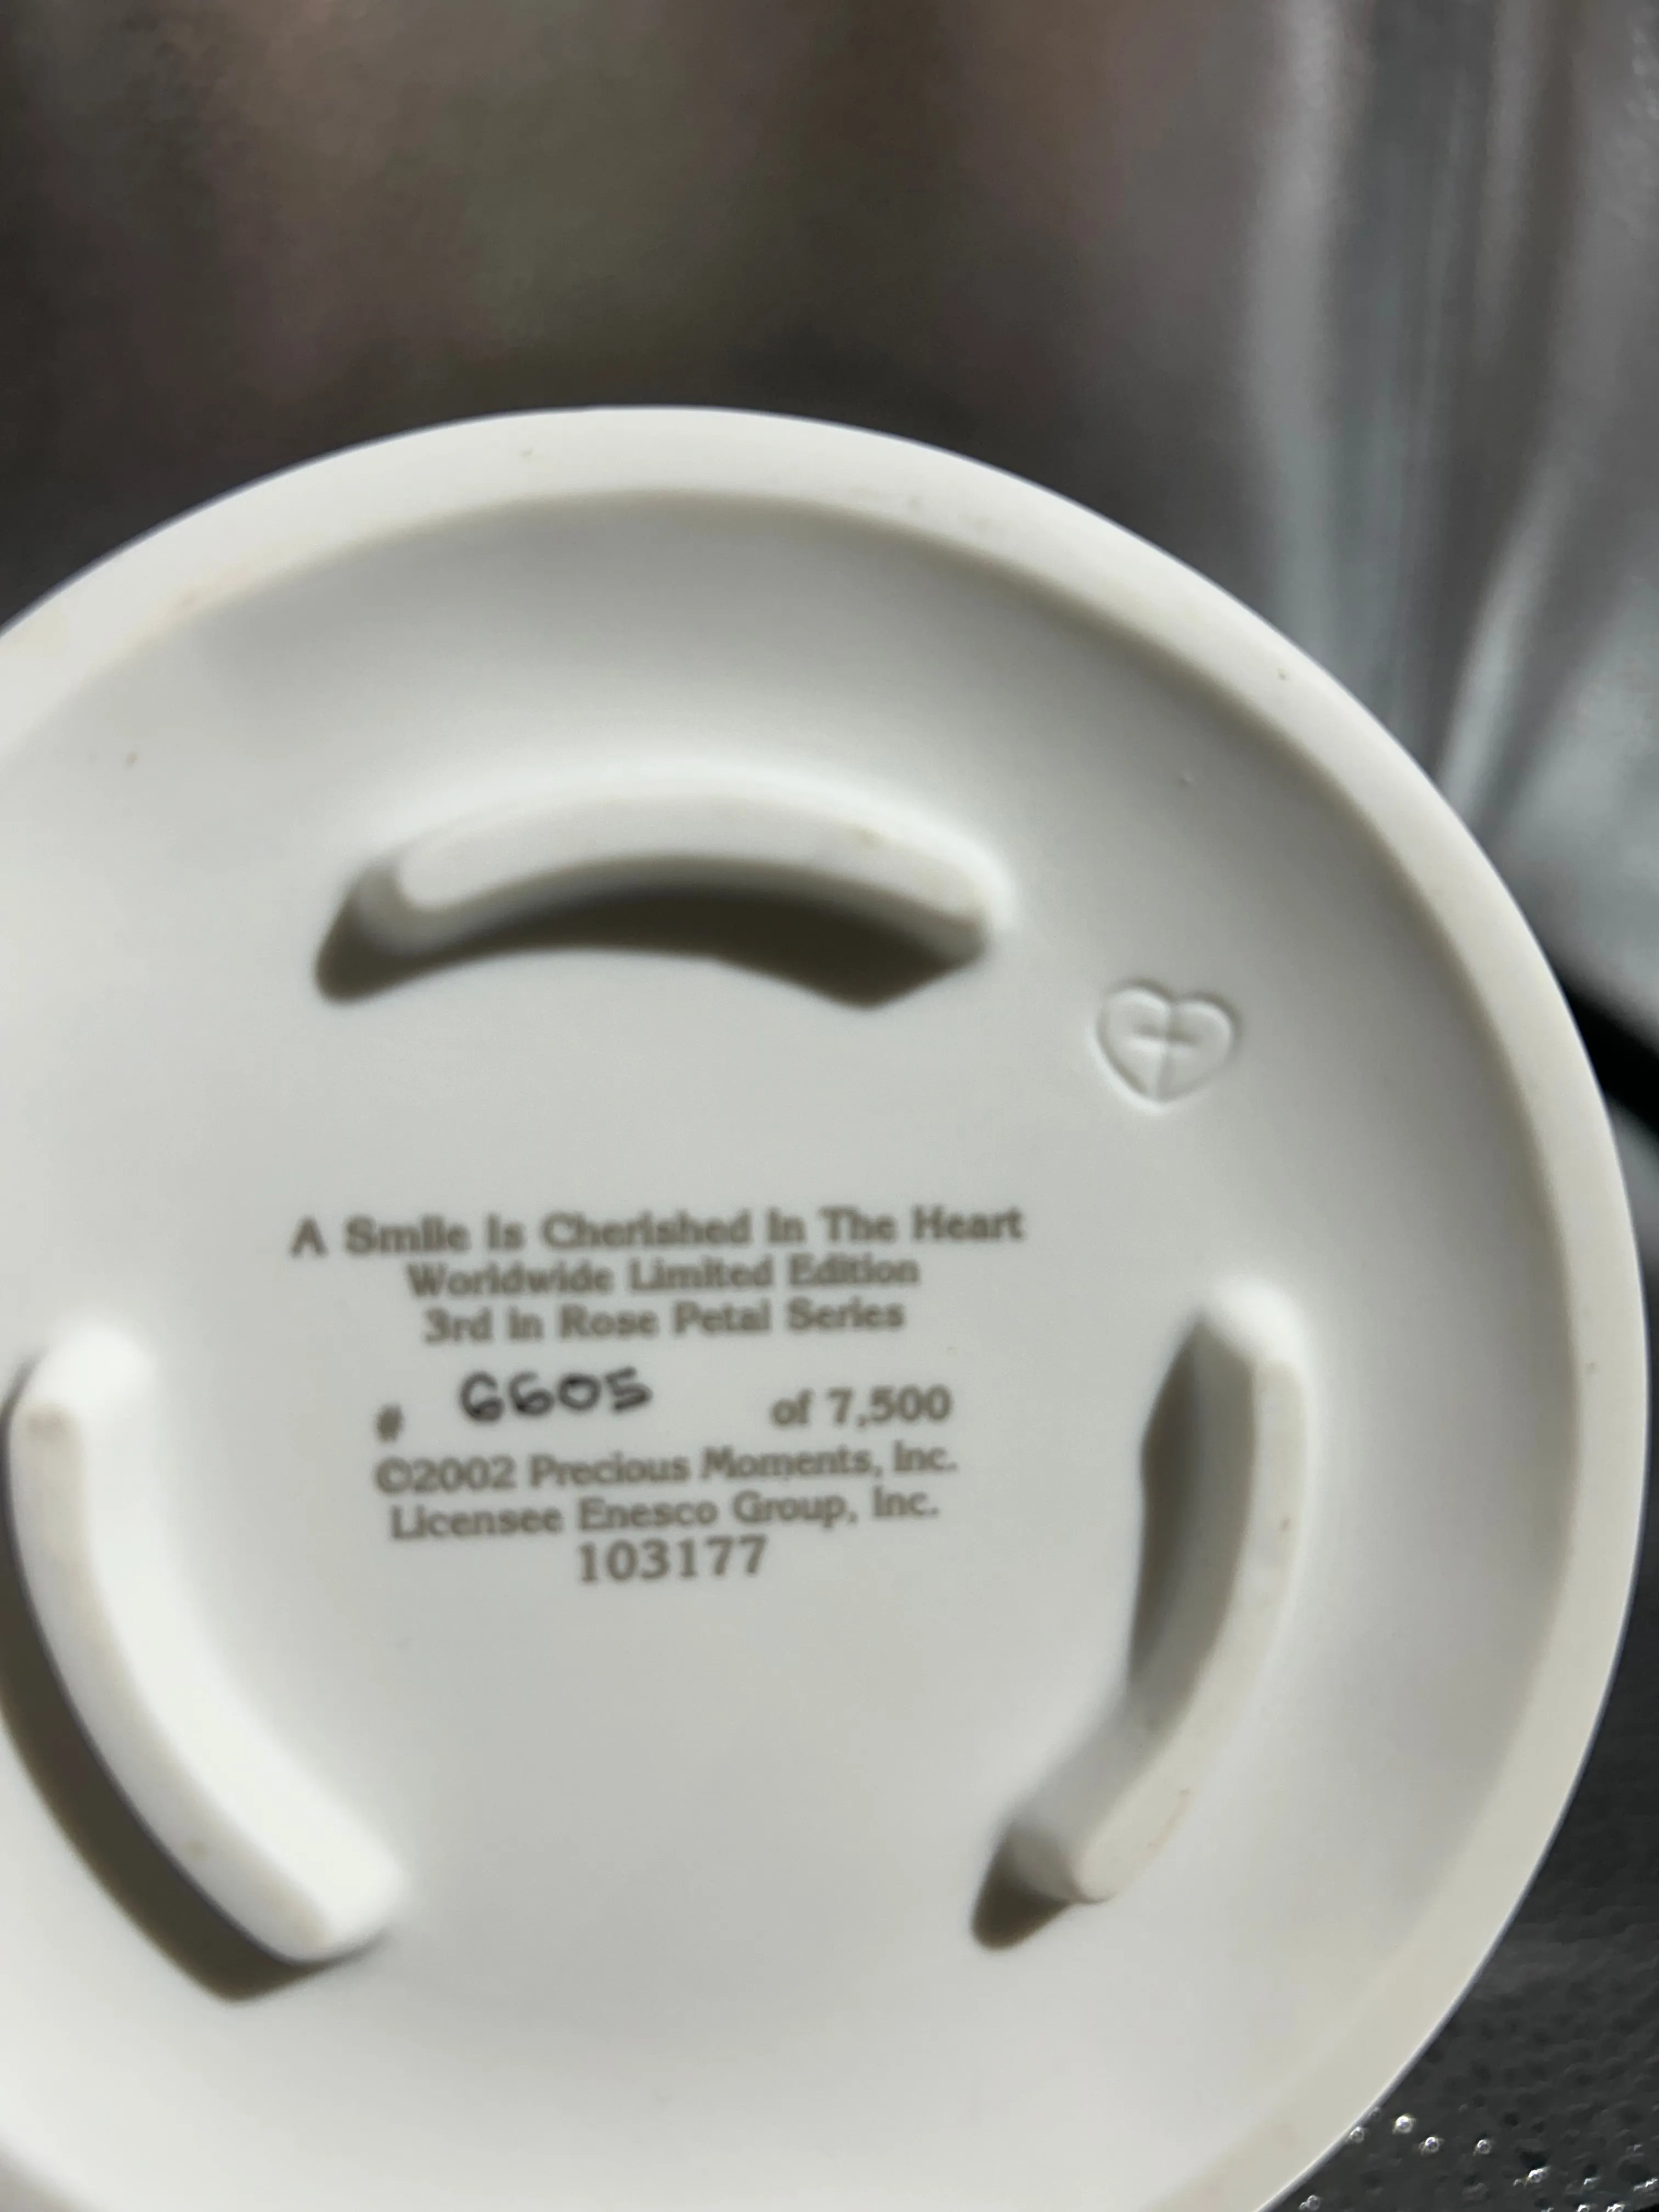 A Smile Is Cherished In The Heart
Worldwide Limited Edition
3rd in Rose Petal Series
# 6605 of 7,500
©2002 Precious Moments, Inc.
Licensee Enesco Group, Inc.
103177